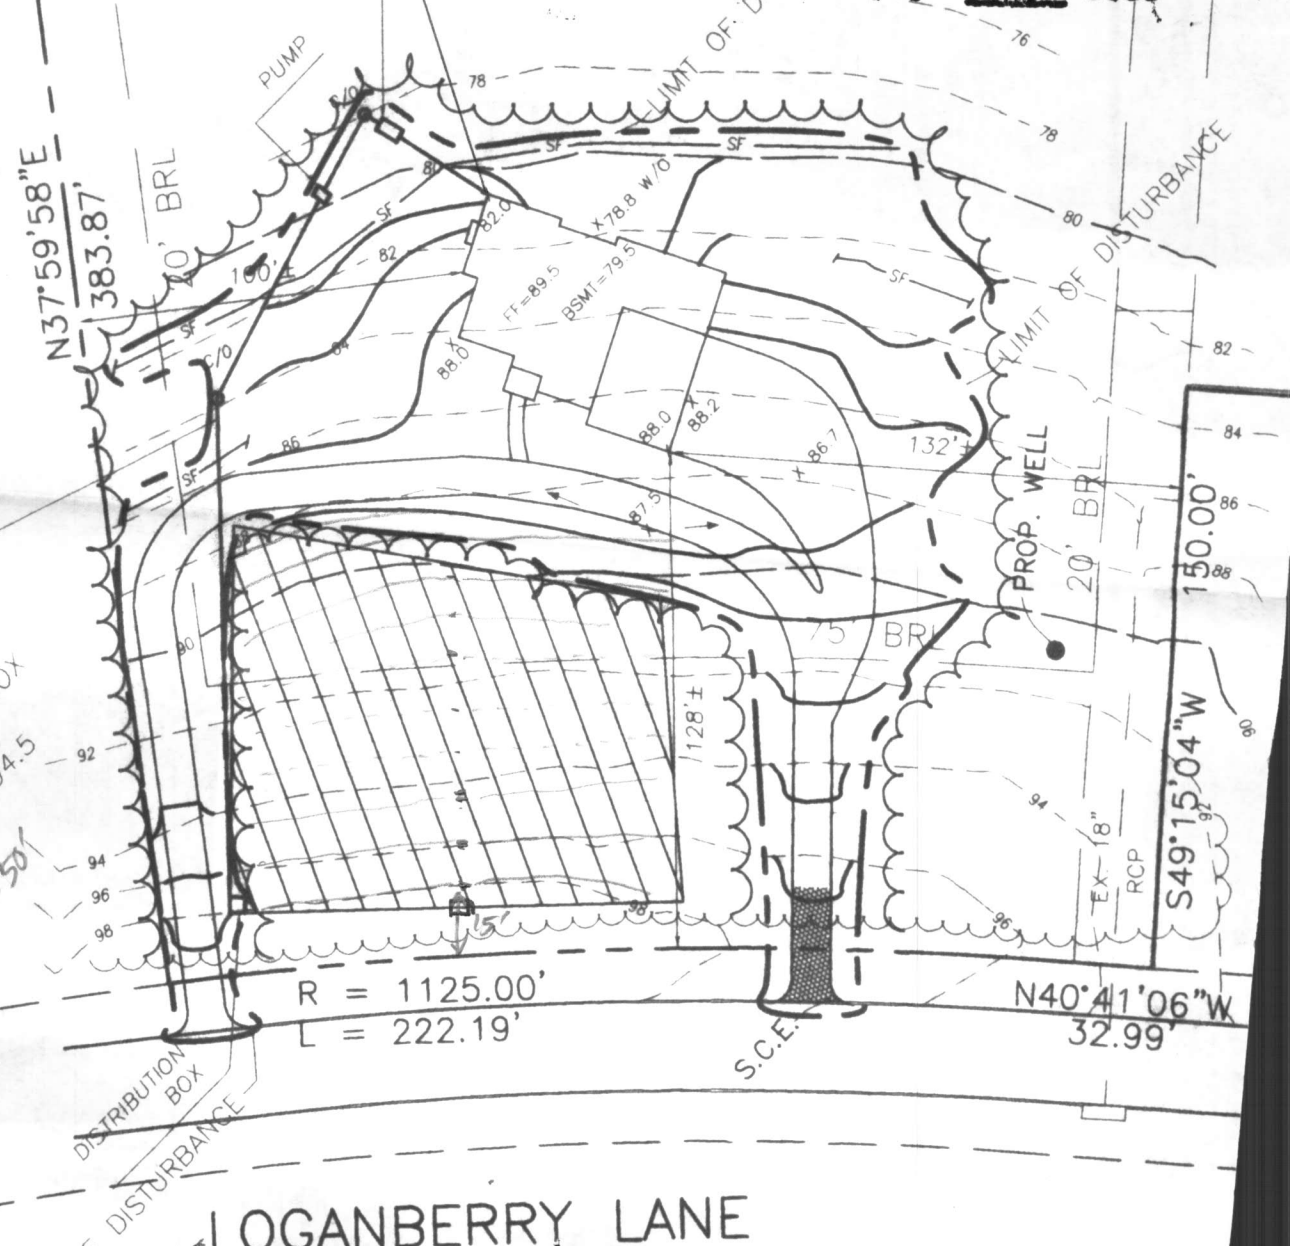 76
LIMIT OF D
PUMP
78
C/O
78
SF
SF
80
78.8 W/O
N37°59'58"E
383.87'
BRL
SF
82.0
80
LIMIT OF DISTURBANCE
100'±
82
FF=89.5
BSMT=79.5
SF
SF
C/O
84
88.0
82
88.0
88.2
84
86
86.7
132'±
SF
87.5
PROP. WELL
20' BRL
150.00'
86
88
90
75' BRL
128'±
92
94
96
98
94
92
90
S49°15'04"W
EX 18"
RCP
50'
15'
98
96
R = 1125.00'
L = 222.19'
N40°41'06"W
32.99'
S.C.E.
DISTRIBUTION
BOX
DISTURBANCE
LOGANBERRY LANE